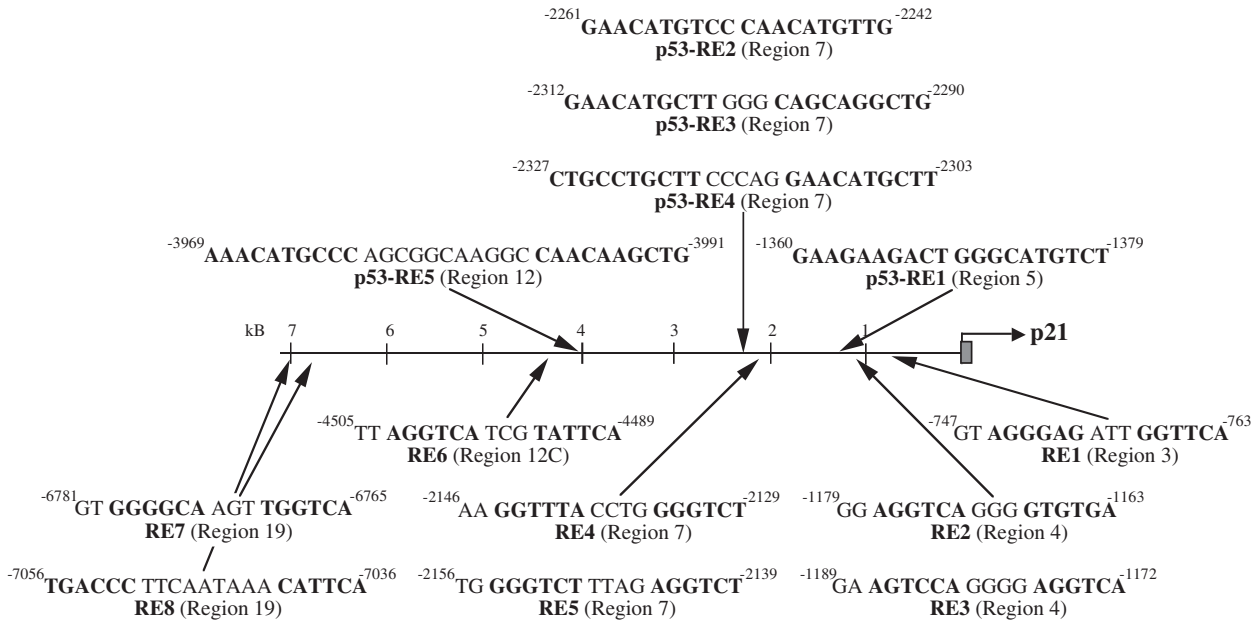 -2261GAACATGTCC CAACATGTTG-2242
p53-RE2 (Region 7)
-2312GAACATGCTT GGG CAGCAGGCTG-2290
p53-RE3 (Region 7)
-2327CTGCCTGCTT CCCAG GAACATGCTT-2303
p53-RE4 (Region 7)
-3969AAACATGCCC AGCGGCAAGGC CAACAAGCTG-3991
p53-RE5 (Region 12)
-1360GAAGAAGACT GGGCATGTCT-1379
p53-RE1 (Region 5)
kB 7 6 5 4 3 2 1 p21
-4505TT AGGTCA TCG TATTCA-4489
RE6 (Region 12C)
-747GT AGGGAG ATT GGTTCA-763
RE1 (Region 3)
-6781GT GGGGCA AGT TGGTCA-6765
RE7 (Region 19)
-2146AA GGTTTA CCTG GGGTCT-2129
RE4 (Region 7)
-1179GG AGGTCA GGG GTGTGA-1163
RE2 (Region 4)
-7056TGACCC TTCAATAAA CATTCA-7036
RE8 (Region 19)
-2156TG GGGTCT TTAG AGGTCT-2139
RE5 (Region 7)
-1189GA AGTCCA GGGG AGGTCA-1172
RE3 (Region 4)